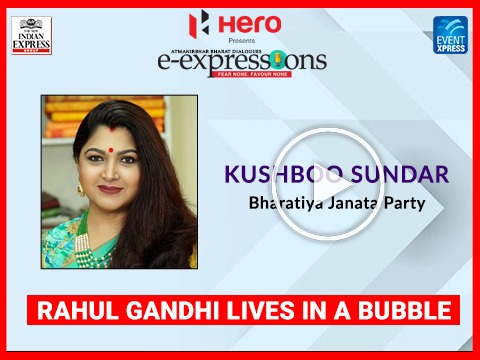 THE NEW
INDIAN
EXPRESS
GROUP
Hero
Presents
ATMANIRBHAR BHARAT DIALOGUES
e-expressions
FEAR NONE. FAVOUR NONE
EVENT
XPRESS
KUSHBOO SUNDAR
Bharatiya Janata Party
RAHUL GANDHI LIVES IN A BUBBLE